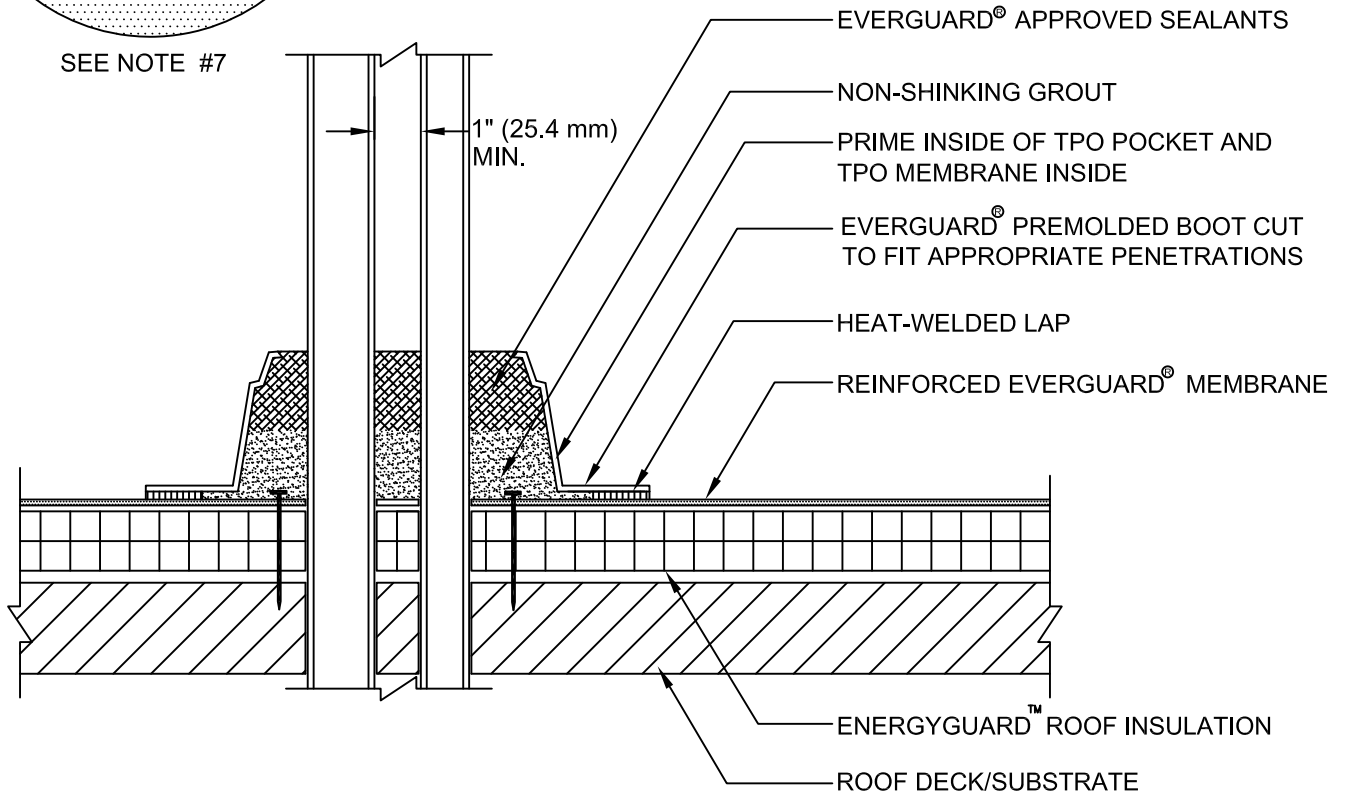 SEE NOTE #7
EVERGUARD® APPROVED SEALANTS
NON-SHINKING GROUT
1" (25.4 mm)
MIN.
PRIME INSIDE OF TPO POCKET AND
TPO MEMBRANE INSIDE
EVERGUARD® PREMOLDED BOOT CUT
TO FIT APPROPRIATE PENETRATIONS
HEAT-WELDED LAP
REINFORCED EVERGUARD® MEMBRANE
ENERGYGUARD™ ROOF INSULATION
ROOF DECK/SUBSTRATE